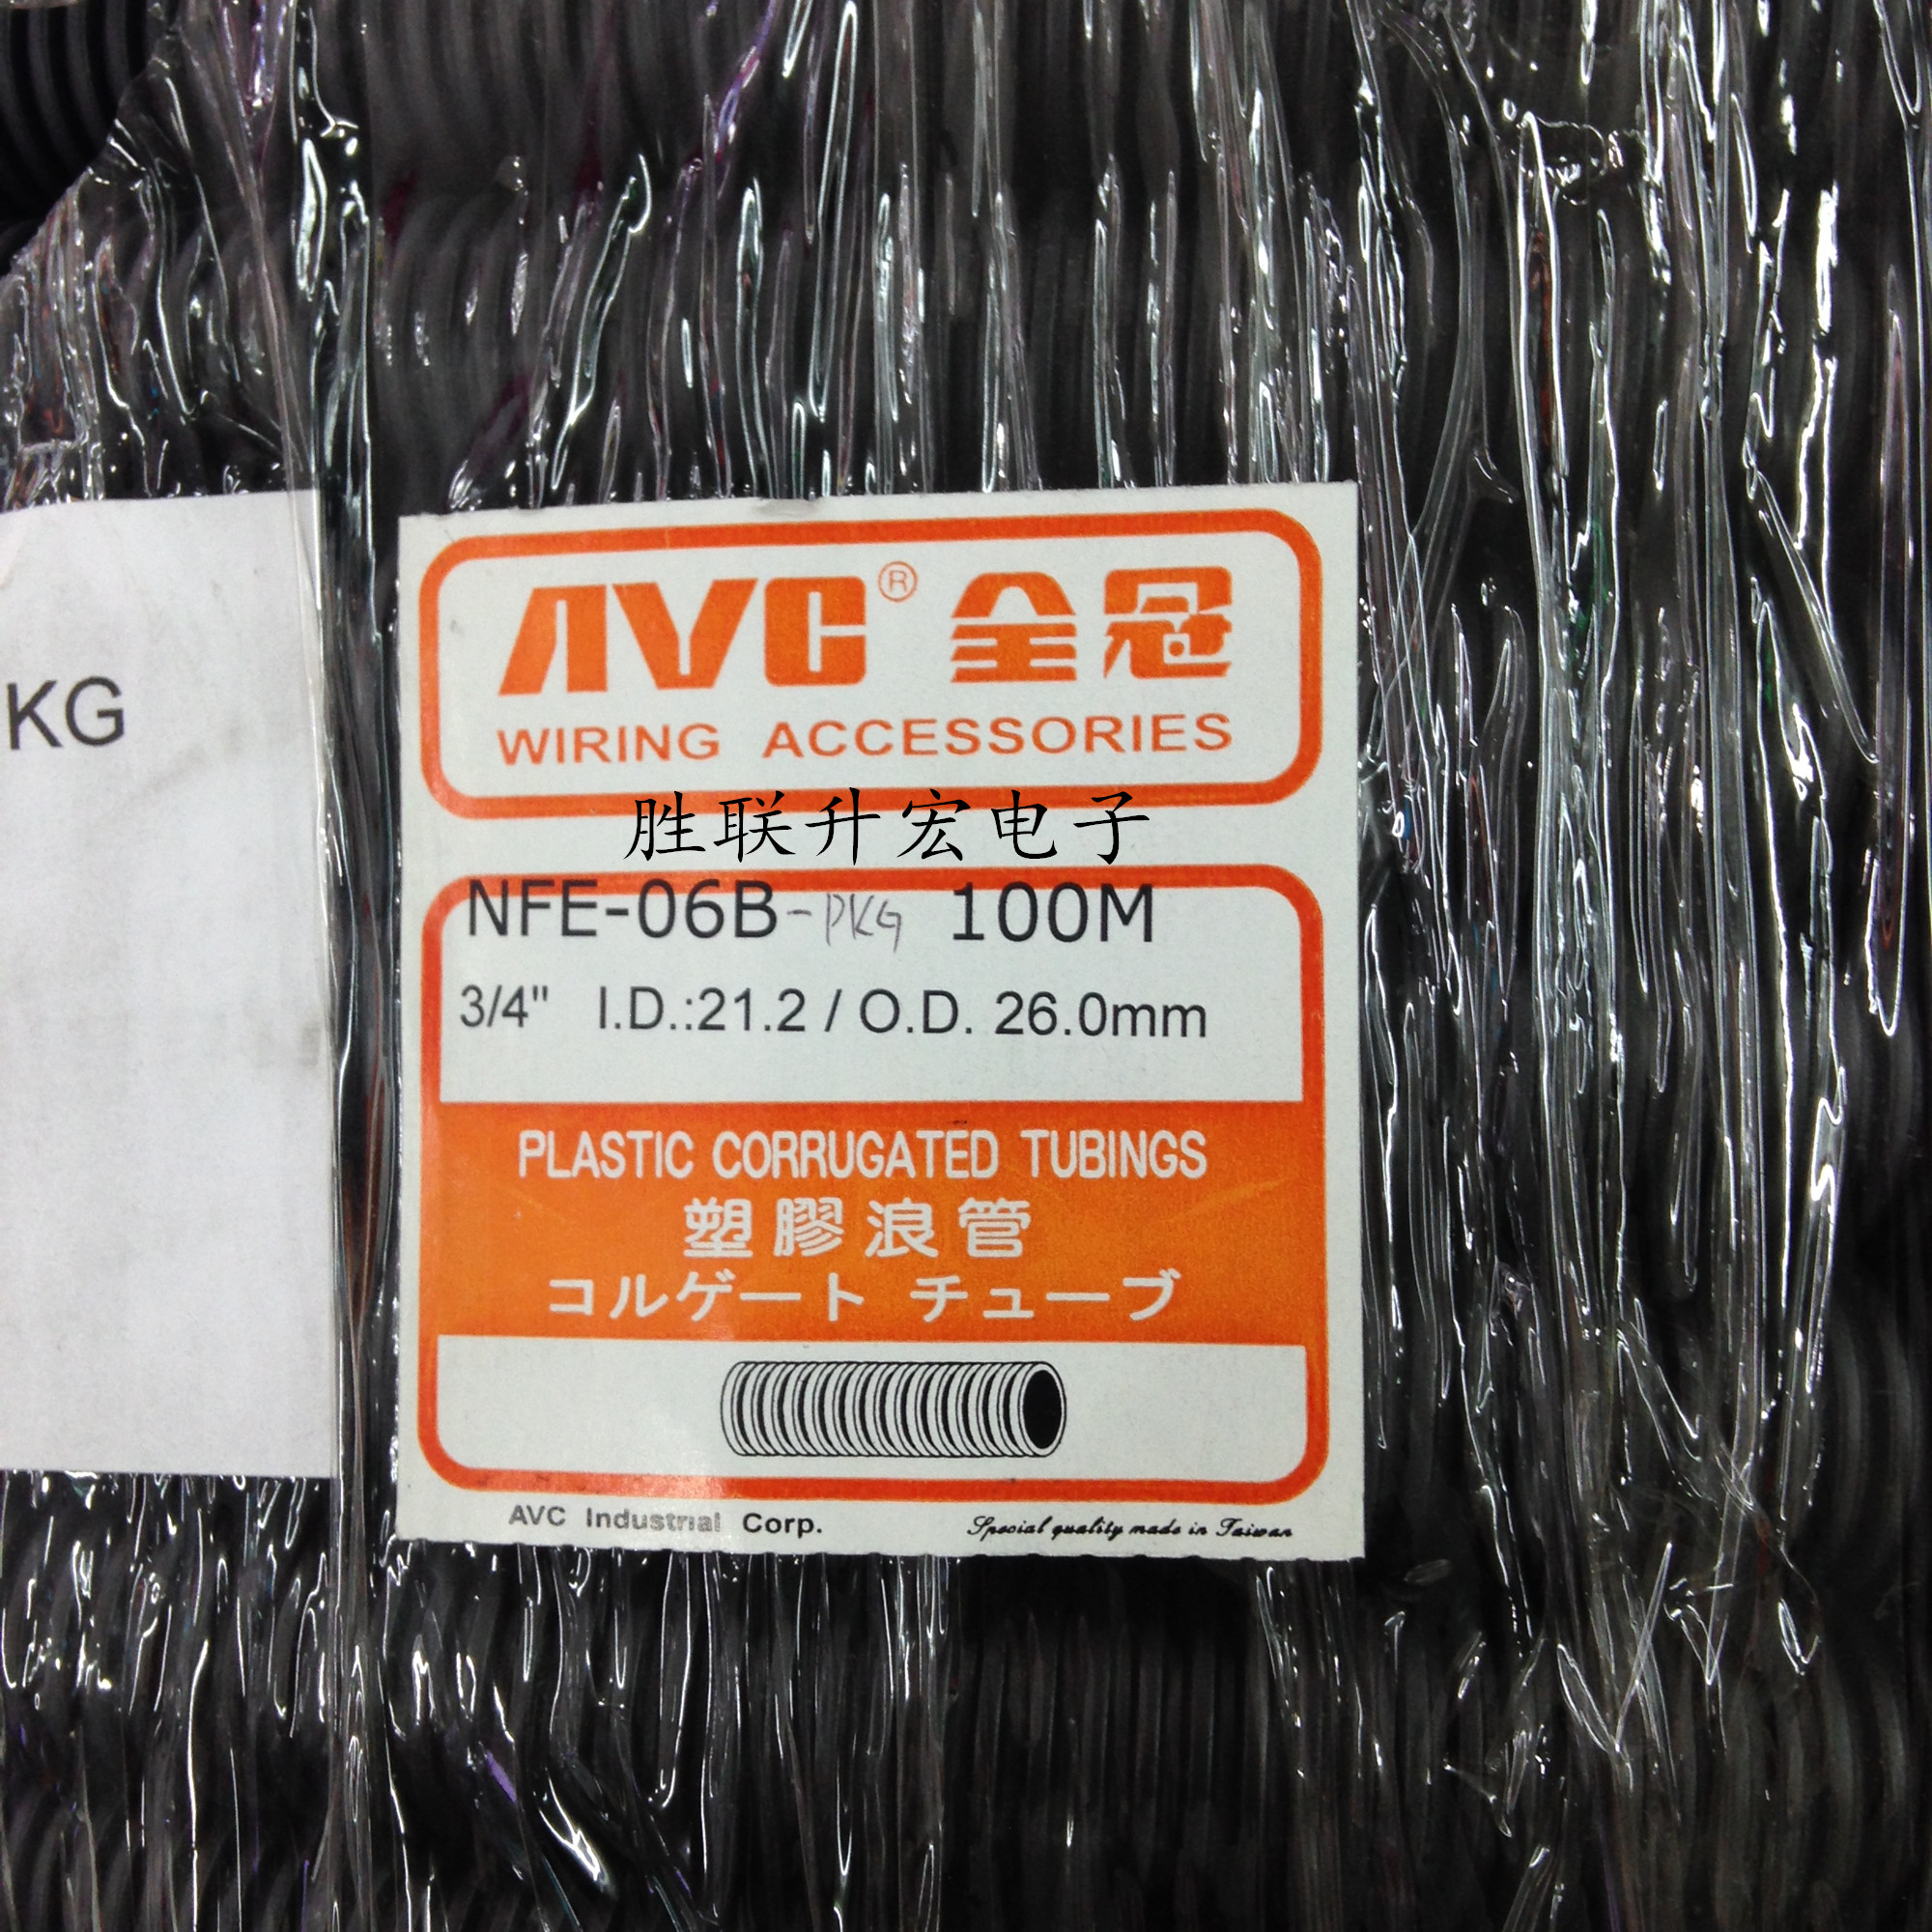 KG
AVC® 全冠
WIRING ACCESSORIES
胜联升宏电子
NFE-06B-PKG 100M
3/4" I.D.:21.2 / O.D. 26.0mm
PLASTIC CORRUGATED TUBINGS
塑膠浪管
コルゲート チューブ
AVC Industrial Corp.
Special quality made in Taiwan